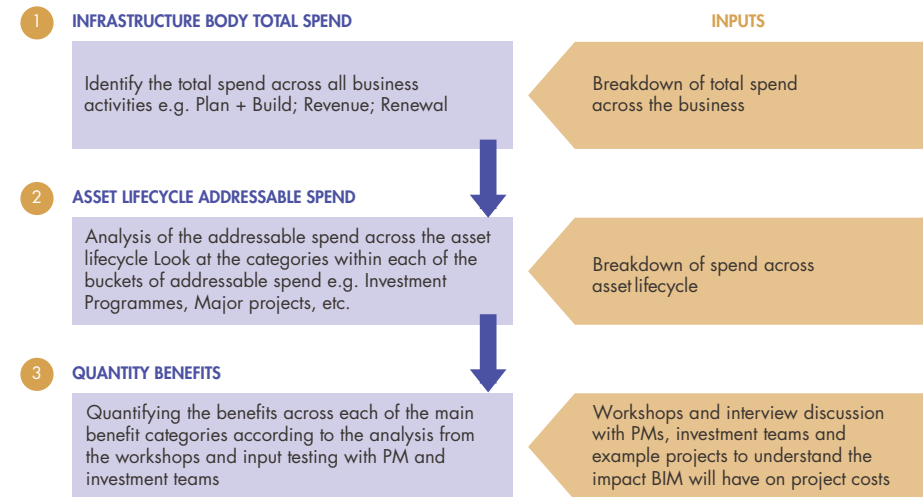 1
INFRASTRUCTURE BODY TOTAL SPEND
INPUTS
Identify the total spend across all business
activities e.g. Plan + Build; Revenue; Renewal
Breakdown of total spend
across the business
2
ASSET LIFECYCLE ADDRESSABLE SPEND
Analysis of the addressable spend across the asset
lifecycle Look at the categories within each of the
buckets of addressable spend e.g. Investment
Programmes, Major projects, etc.
Breakdown of spend across
asset lifecycle
3
QUANTITY BENEFITS
Quantifying the benefits across each of the main
benefit categories according to the analysis from
the workshops and input testing with PM and
investment teams
Workshops and interview discussion
with PMs, investment teams and
example projects to understand the
impact BIM will have on project costs